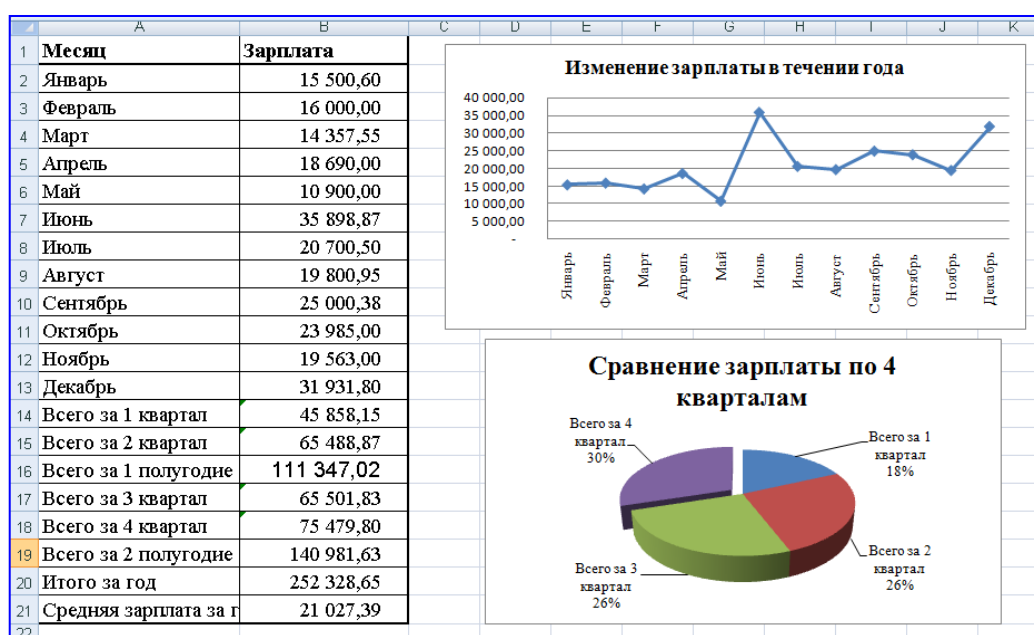 A B C D E F G H I J K
1 Месяц Зарплата
2 Январь 15 500,60
3 Февраль 16 000,00
4 Март 14 357,55
5 Апрель 18 690,00
6 Май 10 900,00
7 Июнь 35 898,87
8 Июль 20 700,50
9 Август 19 800,95
10 Сентябрь 25 000,38
11 Октябрь 23 985,00
12 Ноябрь 19 563,00
13 Декабрь 31 931,80
14 Всего за 1 квартал 45 858,15
15 Всего за 2 квартал 65 488,87
16 Всего за 1 полугодие 111 347,02
17 Всего за 3 квартал 65 501,83
18 Всего за 4 квартал 75 479,80
19 Всего за 2 полугодие 140 981,63
20 Итого за год 252 328,65
21 Средняя зарплата за г 21 027,39
22
Изменение зарплаты в течении года
40 000,00
35 000,00
30 000,00
25 000,00
20 000,00
15 000,00
10 000,00
5 000,00
-
Январь
Февраль
Март
Апрель
Май
Июнь
Июль
Август
Сентябрь
Октябрь
Ноябрь
Декабрь
Сравнение зарплаты по 4
кварталам
Всего за 4
квартал
30%
Всего за 1
квартал
18%
Всего за 3
квартал
26%
Всего за 2
квартал
26%